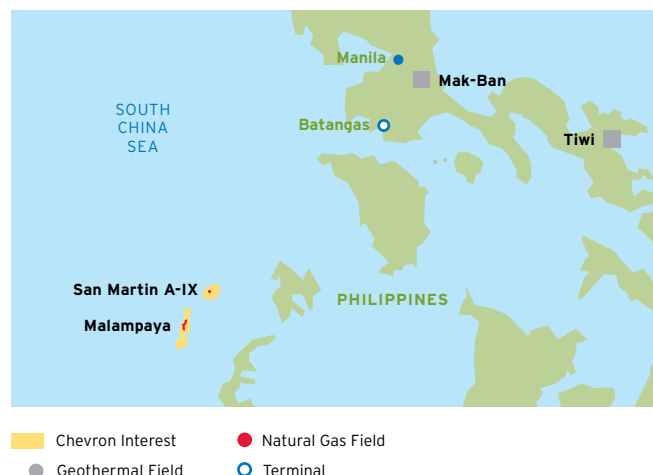 Manila
Mak-Ban
SOUTH
CHINA
SEA
Batangas
Tiwi
San Martin A-IX
PHILIPPINES
Malampaya
Chevron Interest
Natural Gas Field
Geothermal Field
Terminal